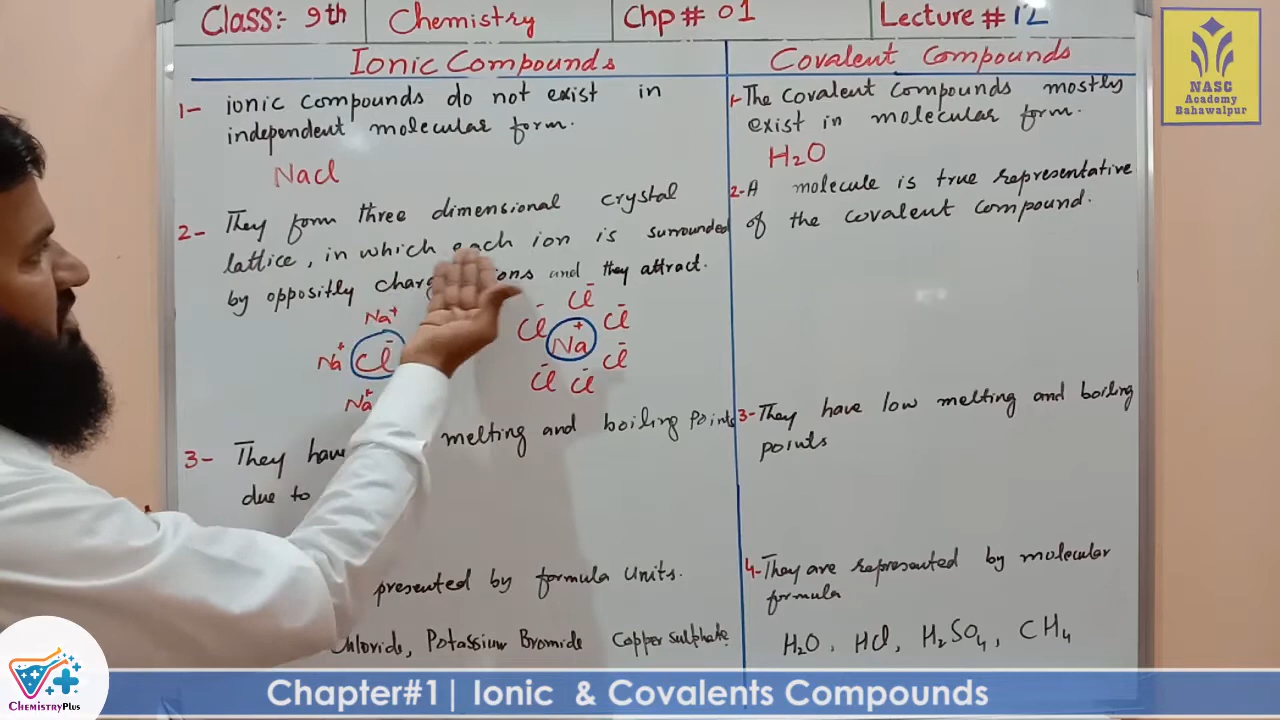 Class:- 9th Chemistry Chp # 01 Lecture # 12
NASC
Academy
Bahawalpur
Ionic Compounds
1- ionic compounds do not exist in
independent molecular form.
Nacl
2- They form three dimensional crystal
lattice, in which each ion is surrounded
by oppositly ions and they attract.
Na+
Na+ Cl-
Na+
Cl- Cl- Cl-
Na+
Cl- Cl- Cl-
3- They have melting and boiling points
due to
presented by formula units.
chloride, Potassium Bromide Copper sulphate.
Covalent Compounds
1- The covalent compounds mostly
exist in molecular form.
H2O
2- A molecule is true representative
of the covalent compound.
3- They have low melting and boiling
points
4- They are represented by molecular
formula
H2O, HCl, H2SO4, CH4
ChemistryPlus
Chapter#1| Ionic & Covalents Compounds